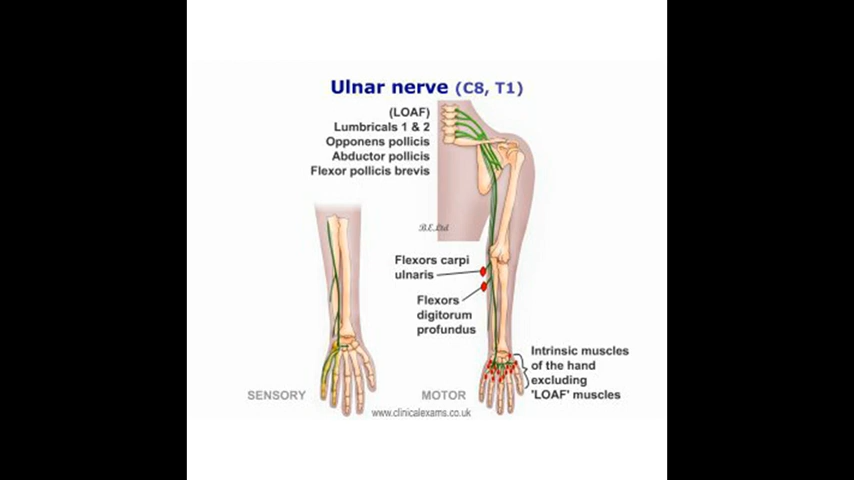 Ulnar nerve (C8, T1)
(LOAF)
Lumbricals 1 & 2
Opponens pollicis
Abductor pollicis
Flexor pollicis brevis
B.E.Ltd
Flexors carpi
ulnaris
Flexors
digitorum
profundus
Intrinsic muscles
of the hand
excluding
'LOAF' muscles
SENSORY
MOTOR
www.clinicalexams.co.uk